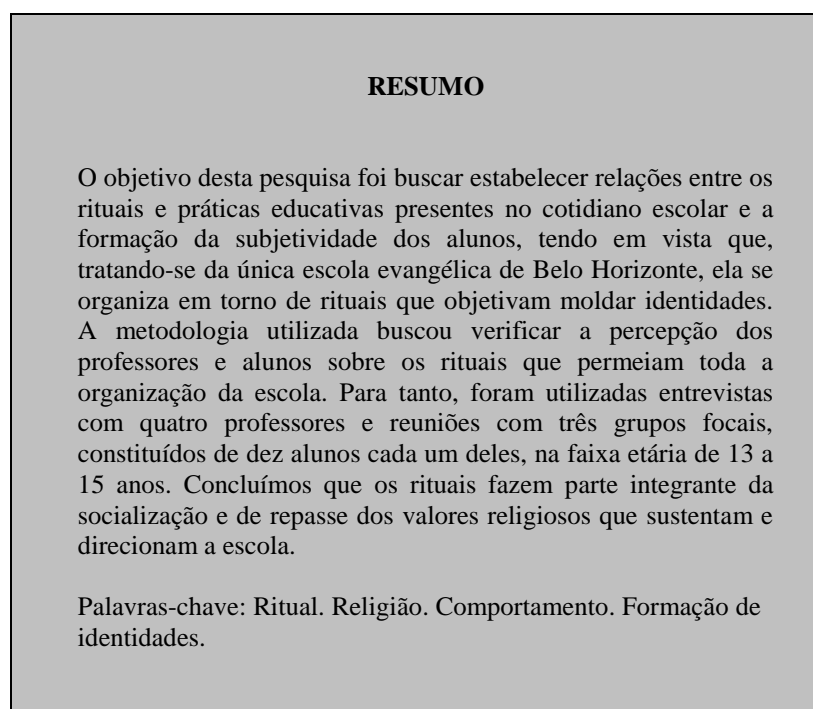 RESUMO
O objetivo desta pesquisa foi buscar estabelecer relações entre os
rituais e práticas educativas presentes no cotidiano escolar e a
formação da subjetividade dos alunos, tendo em vista que,
tratando-se da única escola evangélica de Belo Horizonte, ela se
organiza em torno de rituais que objetivam moldar identidades.
A metodologia utilizada buscou verificar a percepção dos
professores e alunos sobre os rituais que permeiam toda a
organização da escola. Para tanto, foram utilizadas entrevistas
com quatro professores e reuniões com três grupos focais,
constituídos de dez alunos cada um deles, na faixa etária de 13 a
15 anos. Concluímos que os rituais fazem parte integrante da
socialização e de repasse dos valores religiosos que sustentam e
direcionam a escola.
Palavras-chave: Ritual. Religião. Comportamento. Formação de
identidades.